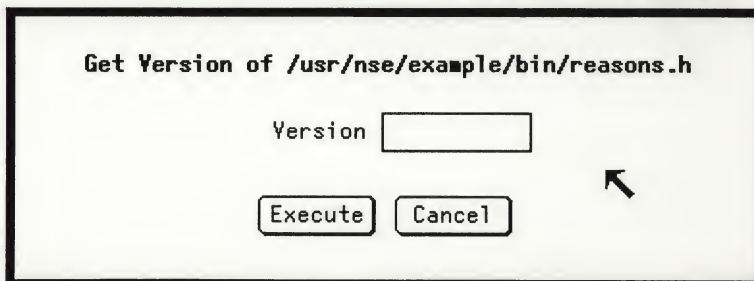 Get Version of /usr/nse/example/bin/reasons.h
Version
Execute Cancel